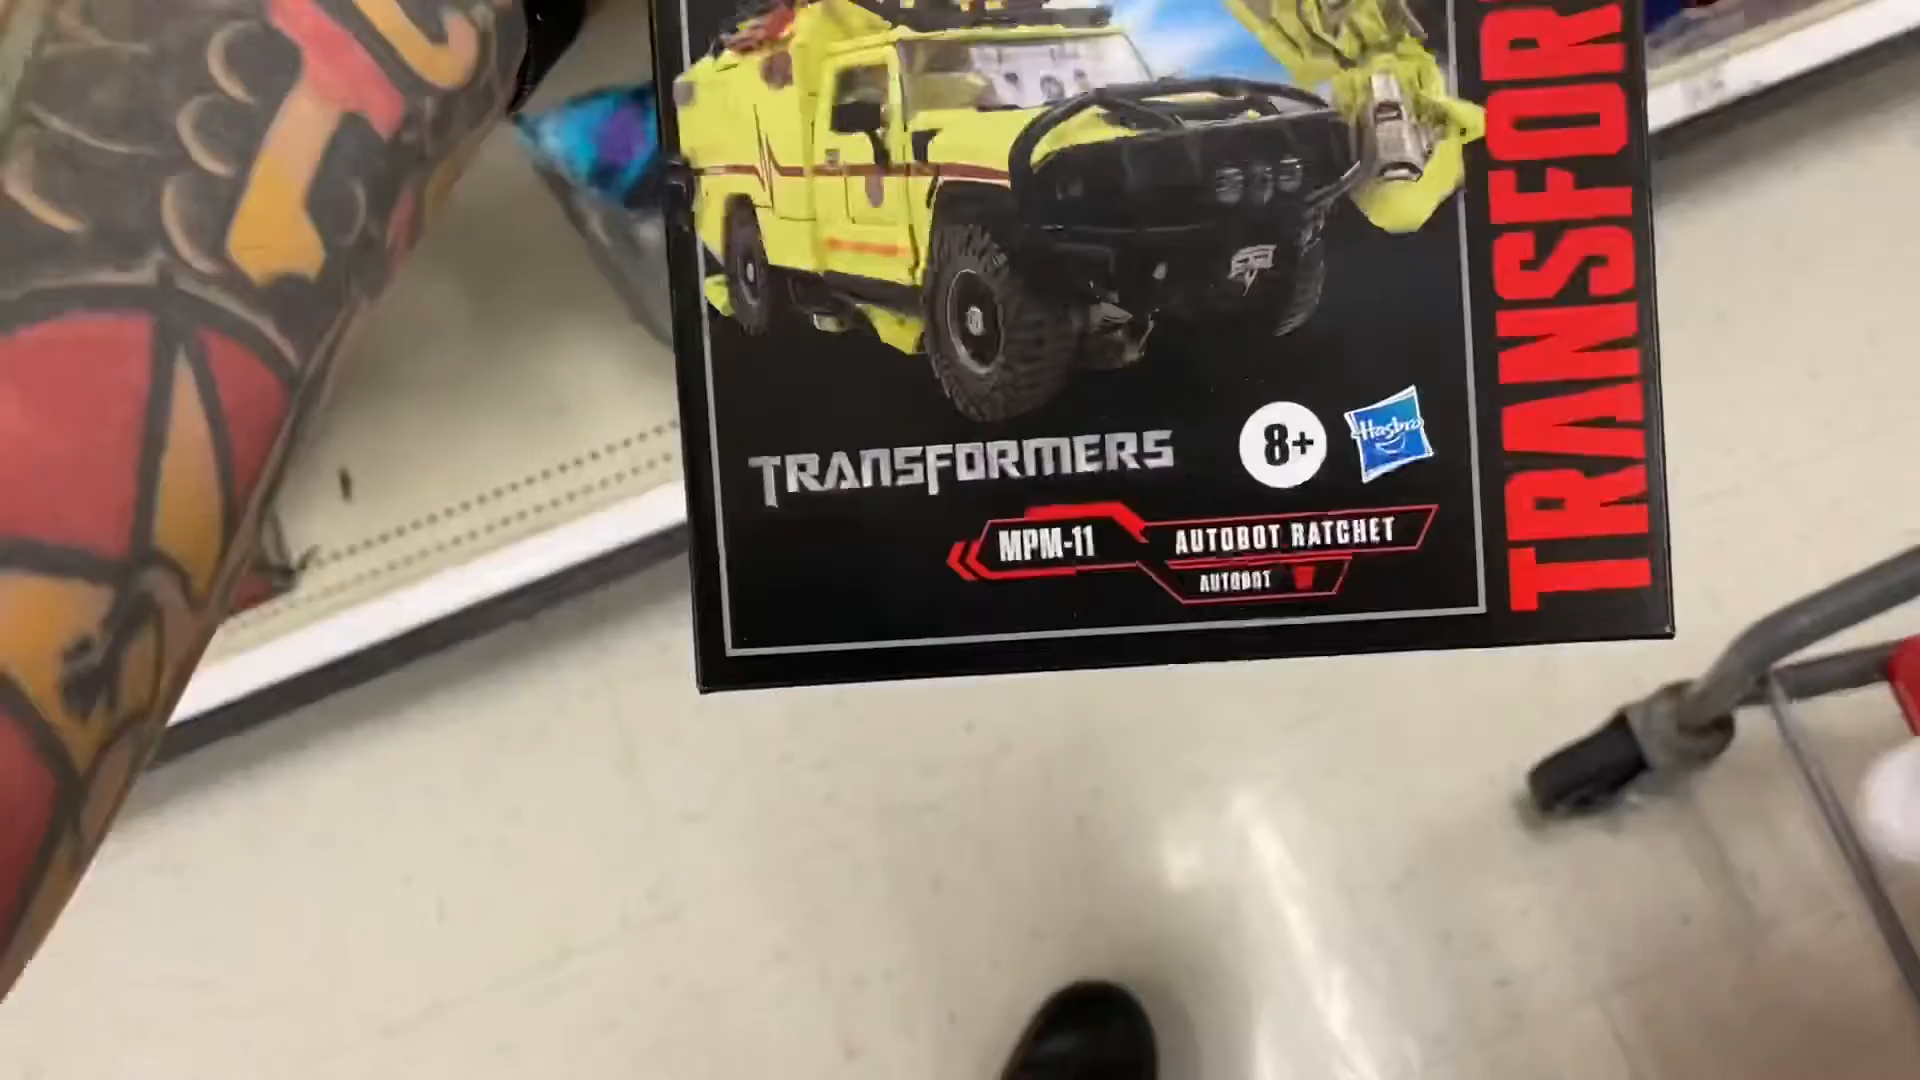 TRANSFORMERS
8+
Hasbro
MPM-11
AUTOBOT RATCHET
AUTOBOT
TRANSFOR